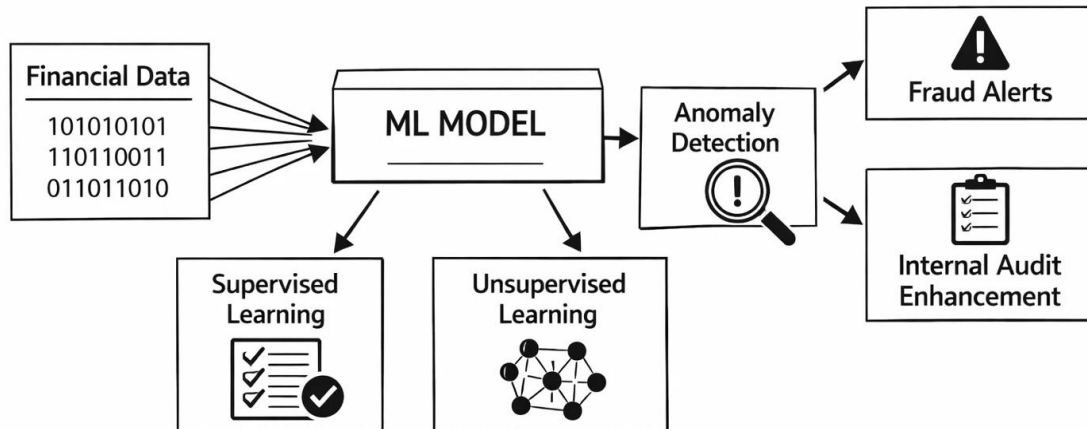 Financial Data
101010101
110110011
011011010
ML MODEL
Anomaly
Detection
Fraud Alerts
Internal Audit
Enhancement
Supervised
Learning
Unsupervised
Learning